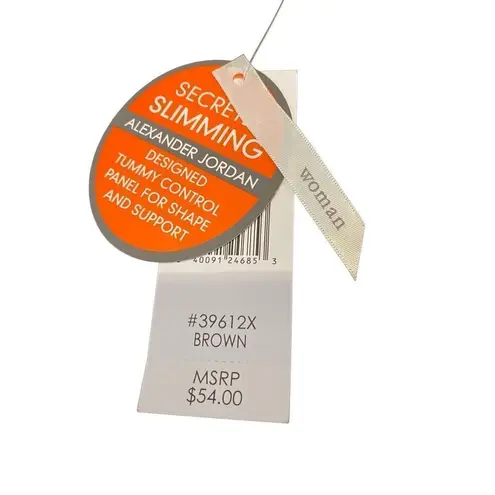 SECRET
SLIMMING
ALEXANDER JORDAN
DESIGNED
TUMMY CONTROL
PANEL FOR SHAPE
AND SUPPORT
woman
40091 24685 3
#39612X
BROWN
MSRP
$54.00